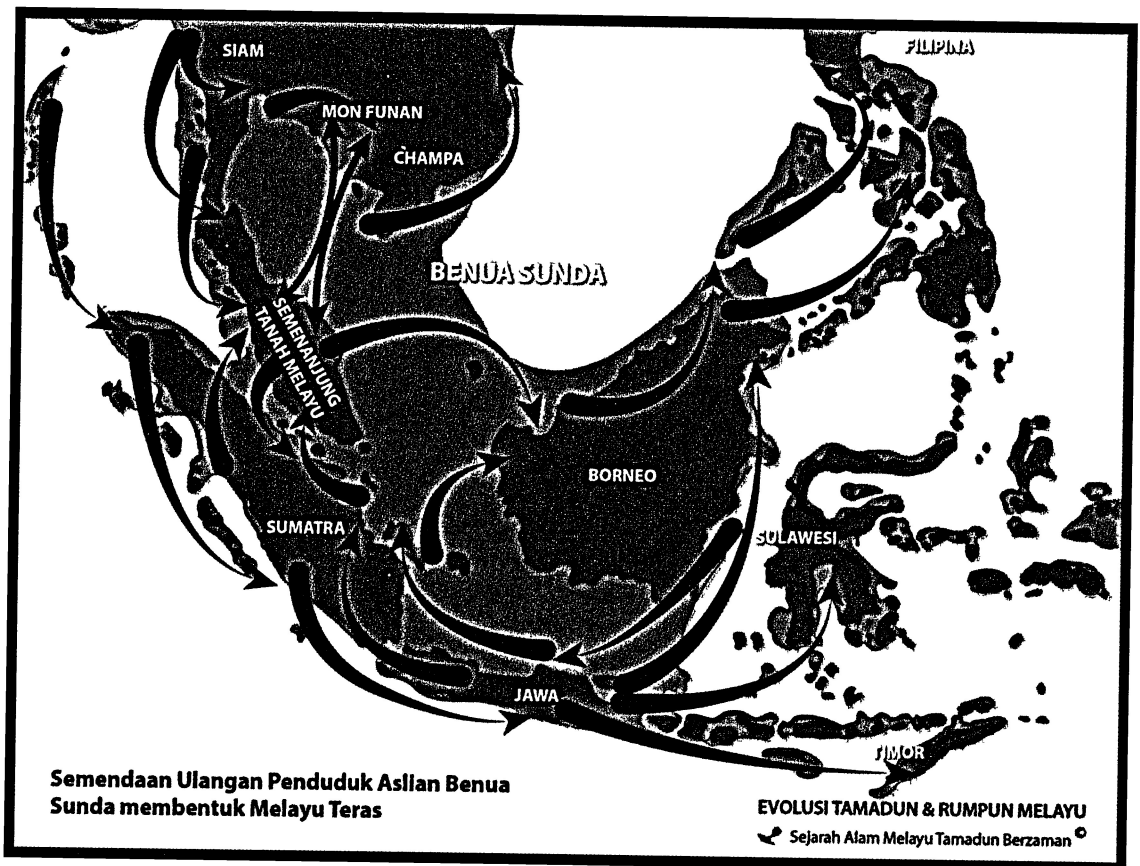 SIAM
FILIPINA
MON FUNAN
CHAMPA
BENUA SUNDA
SEMENANJUNG
TANAH MELAYU
BORNEO
SUMATRA
SULAWESI
JAWA
TIMOR
Semendaan Ulangan Penduduk Aslian Benua
Sunda membentuk Melayu Teras
EVOLUSI TAMADUN & RUMPUN MELAYU
Sejarah Alam Melayu Tamadun Berzaman ©